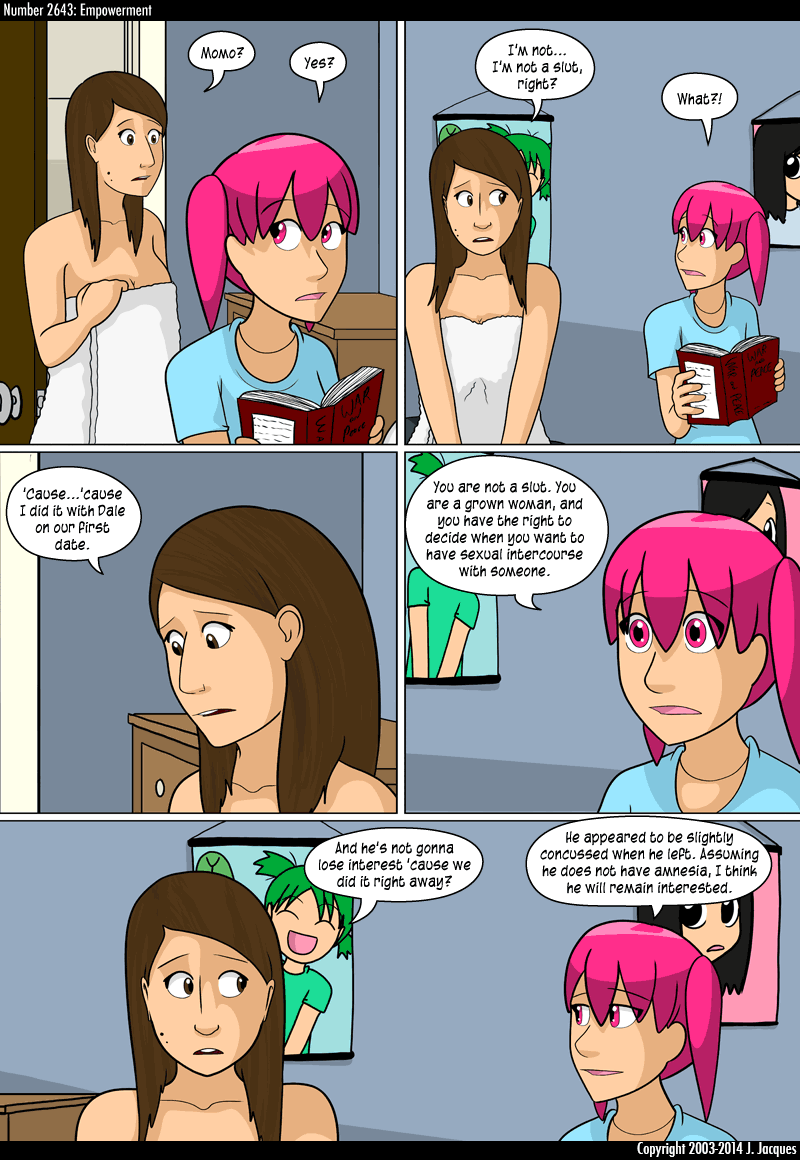 Number 2643: Empowerment
Momo?
Yes?
WAR
AND
PEACE
I'm not...
I'm not a slut,
right?
What?!
WAR
AND
PEACE
'Cause...'cause
I did it with Dale
on our first
date.
You are not a slut. You
are a grown woman, and
you have the right to
decide when you want to
have sexual intercourse
with someone.
And he's not gonna
lose interest 'cause we
did it right away?
He appeared to be slightly
concussed when he left. Assuming
he does not have amnesia, I think
he will remain interested.
Copyright 2003-2014 J. Jacques